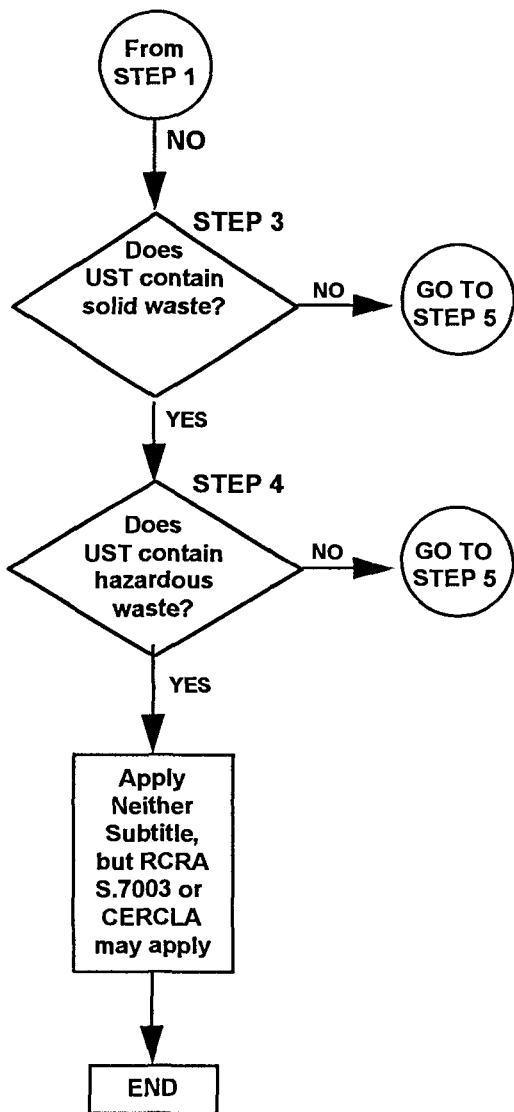 From
STEP 1
NO
STEP 3
Does
UST contain
solid waste?
NO
GO TO
STEP 5
YES
STEP 4
Does
UST contain
hazardous
waste?
NO
GO TO
STEP 5
YES
Apply
Neither
Subtitle,
but RCRA
S.7003 or
CERCLA
may apply
END